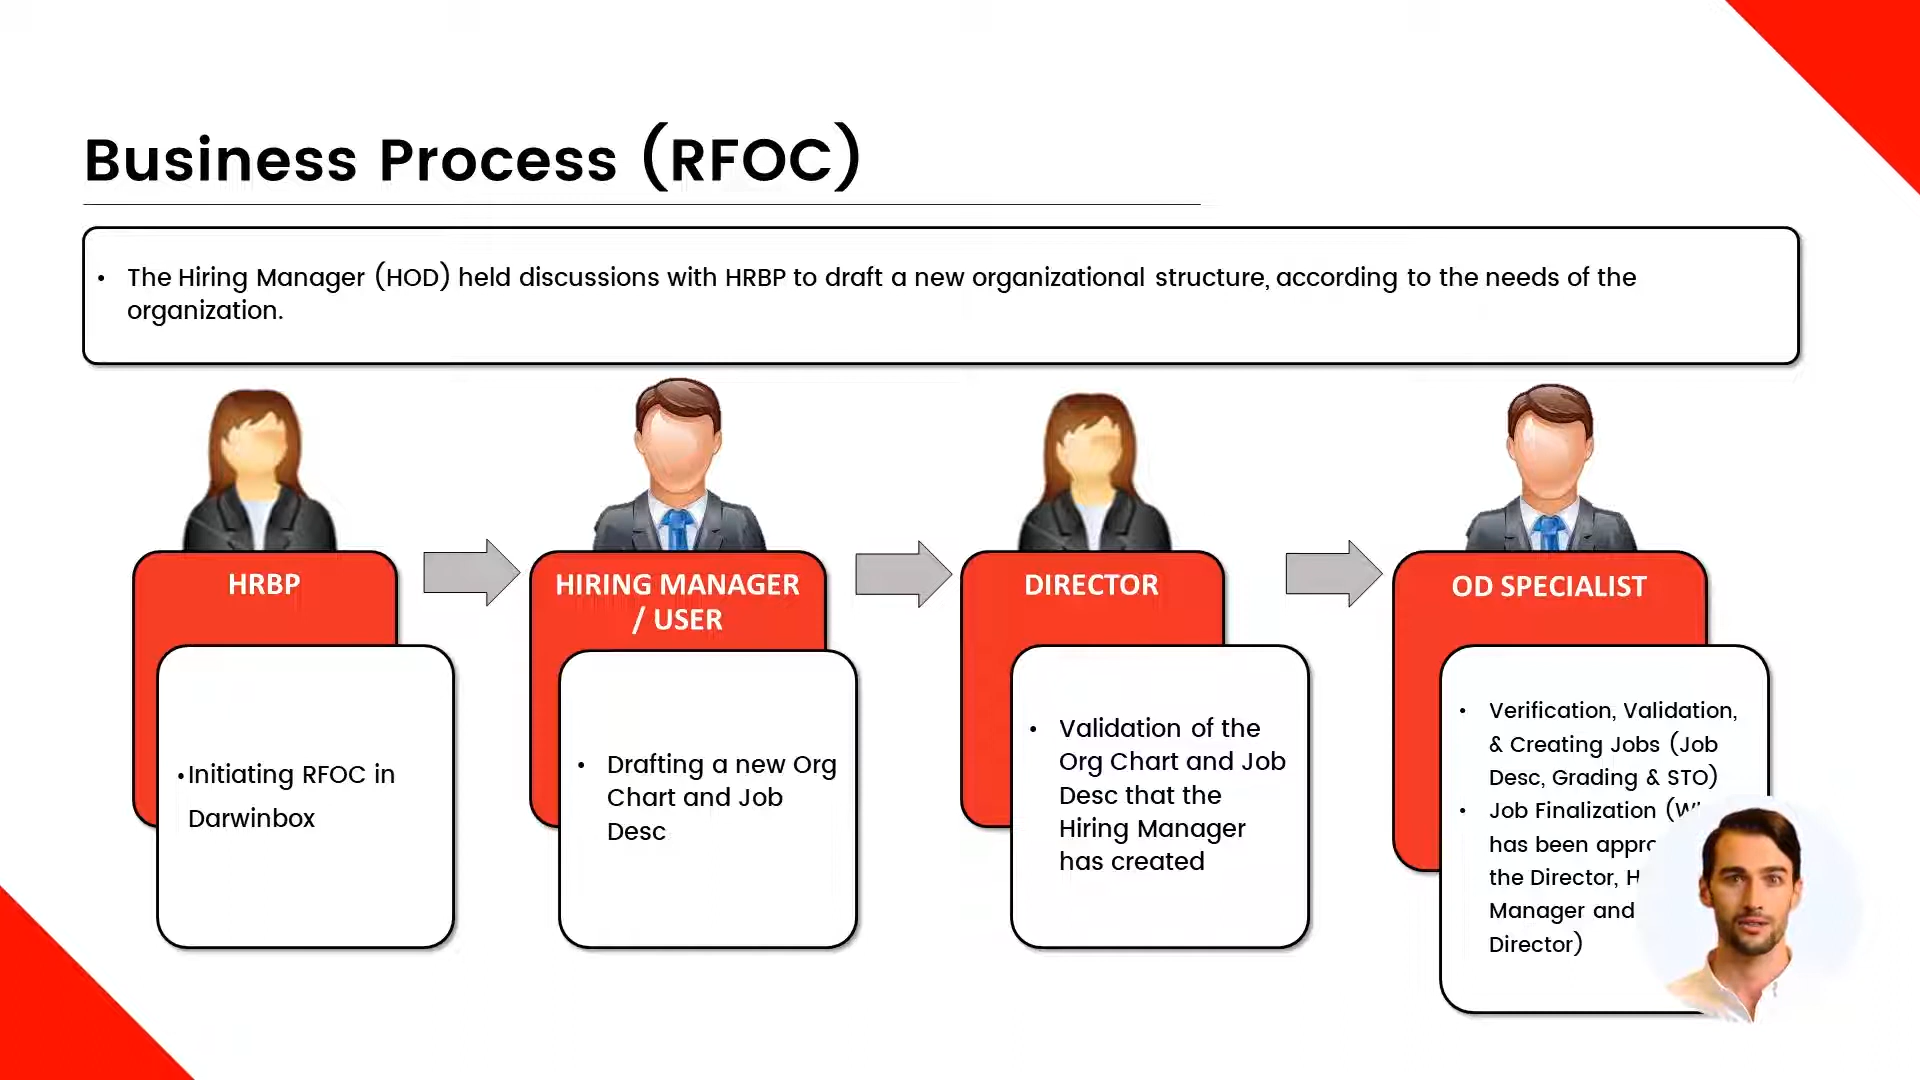 Business Process (RFOC)
• The Hiring Manager (HOD) held discussions with HRBP to draft a new organizational structure, according to the needs of the
organization.
HRBP
•Initiating RFOC in
Darwinbox
HIRING MANAGER
/ USER
• Drafting a new Org
Chart and Job
Desc
DIRECTOR
• Validation of the
Org Chart and Job
Desc that the
Hiring Manager
has created
OD SPECIALIST
• Verification, Validation,
& Creating Jobs (Job
Desc, Grading & STO)
• Job Finalization
has been
the Director,
Manager and
Director)